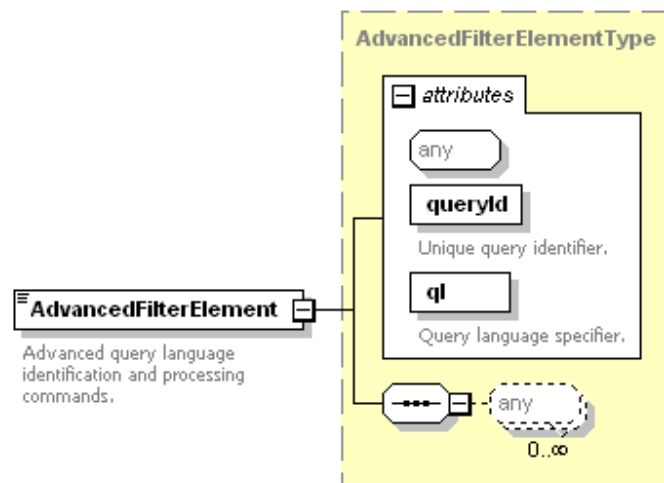 AdvancedFilterElementType
attributes
any
queryId
Unique query identifier.
ql
Query language specifier.
AdvancedFilterElement
Advanced query language
identification and processing
commands.
any
0..∞